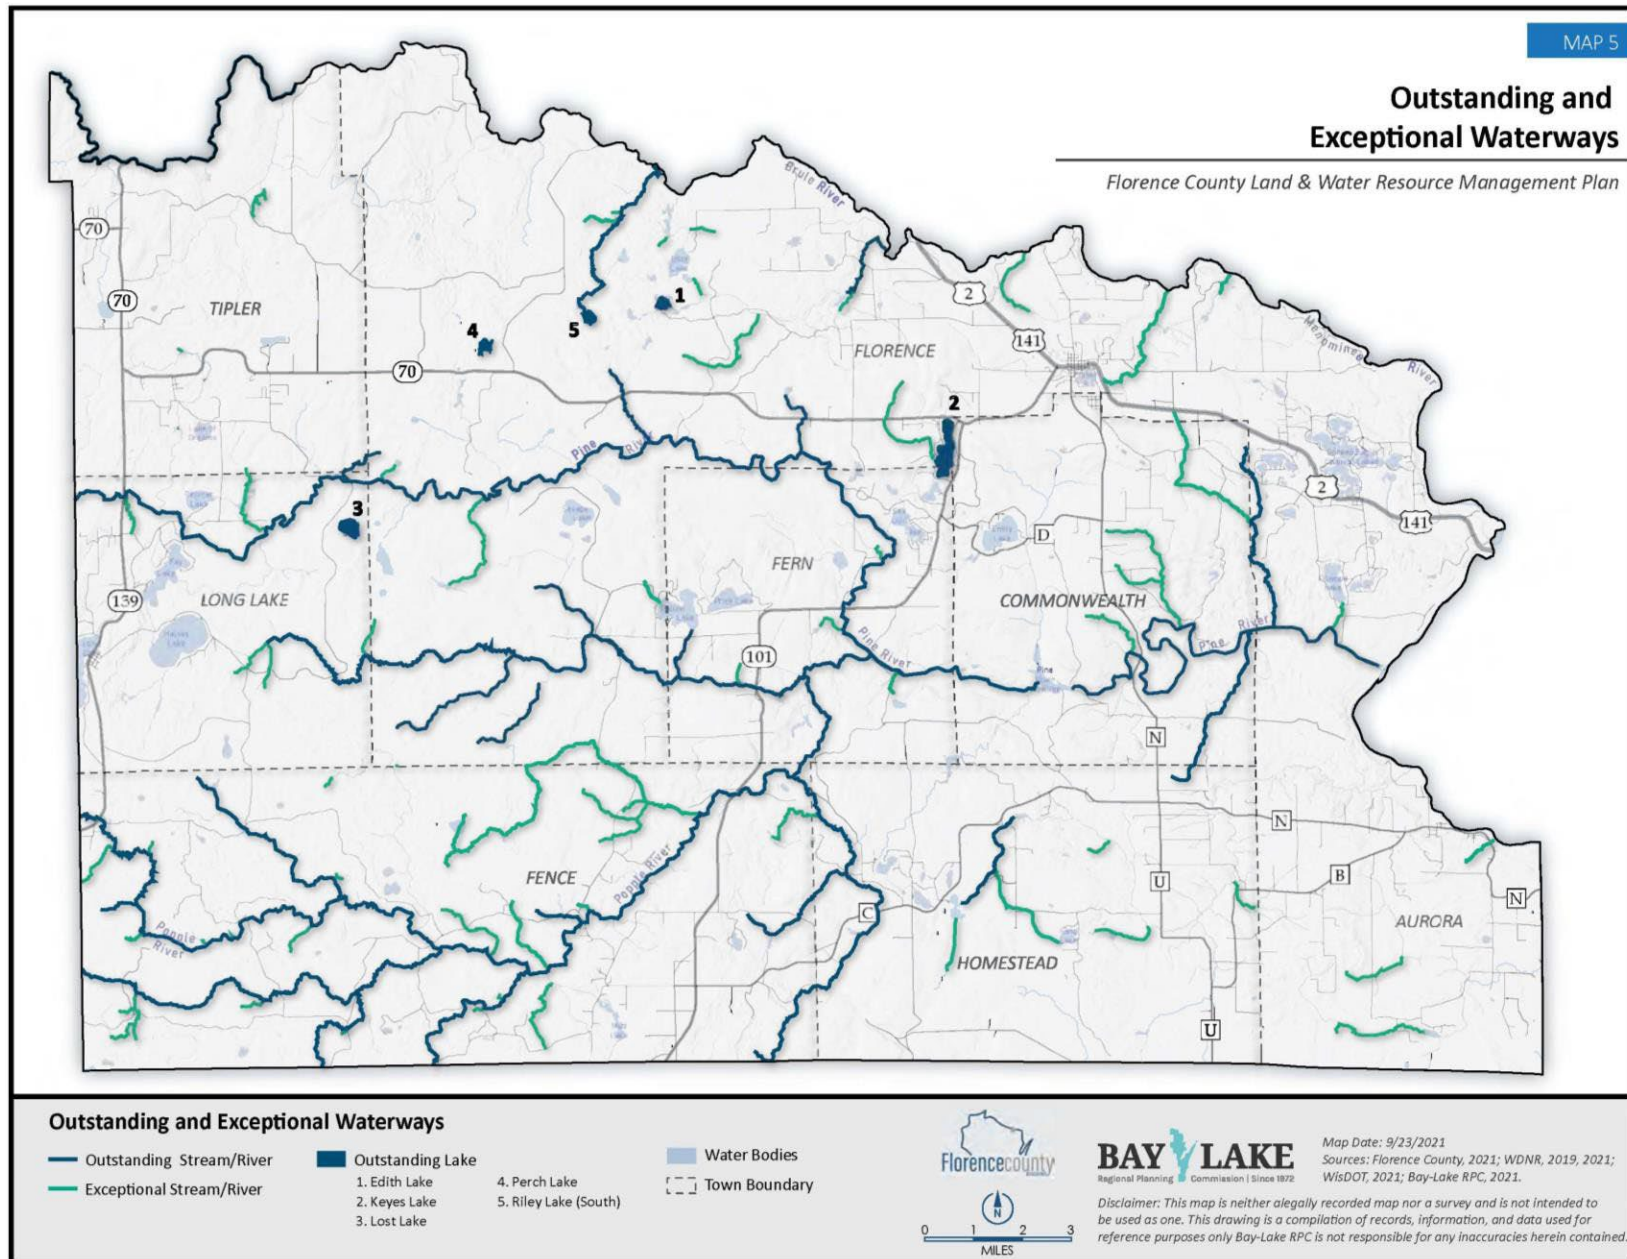 MAP 5
Outstanding and
Exceptional Waterways
Florence County Land & Water Resource Management Plan
Brule River
70
70
TIPLER
1
2
4
5
FLORENCE
141
Menominee
River
70
2
Pine
River
2
3
141
FERN
D
139
LONG LAKE
COMMONWEALTH
Pine River
Pine River
101
N
N
Popple River
FENCE
U
B
N
C
AURORA
Popple
River
HOMESTEAD
U
Outstanding and Exceptional Waterways
Outstanding Stream/River
Exceptional Stream/River
Outstanding Lake
1. Edith Lake
2. Keyes Lake
3. Lost Lake
4. Perch Lake
5. Riley Lake (South)
Water Bodies
Town Boundary
Florencecounty
N
0 1 2 3
MILES
BAY LAKE
Regional Planning Commission | Since 1972
Map Date: 9/23/2021
Sources: Florence County, 2021; WDNR, 2019, 2021;
WisDOT, 2021; Bay-Lake RPC, 2021.
Disclaimer: This map is neither alegally recorded map nor a survey and is not intended to
be used as one. This drawing is a compilation of records, information, and data used for
reference purposes only Bay-Lake RPC is not responsible for any inaccuracies herein contained.